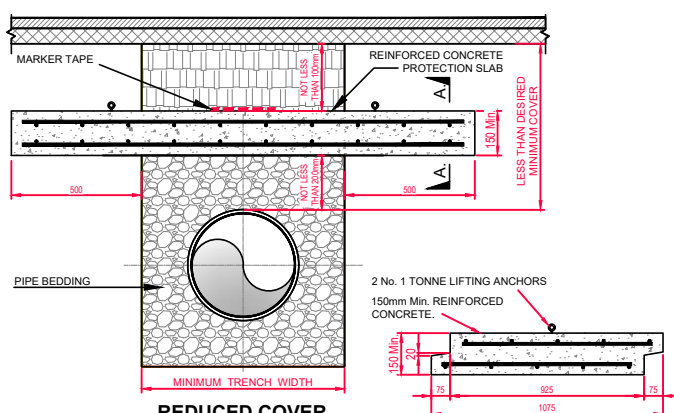 MARKER TAPE
NOT LESS
THAN 100mm
REINFORCED CONCRETE
PROTECTION SLAB
A.
A.
150 Min.
LESS THAN DESIRED
MINIMUM COVER
500
NOT LESS
THAN 200mm
500
PIPE BEDDING
2 No. 1 TONNE LIFTING ANCHORS
150mm Min. REINFORCED
CONCRETE.
150 Min.
20
MINIMUM TRENCH WIDTH
75
925
75
1075
REDUCED COVER